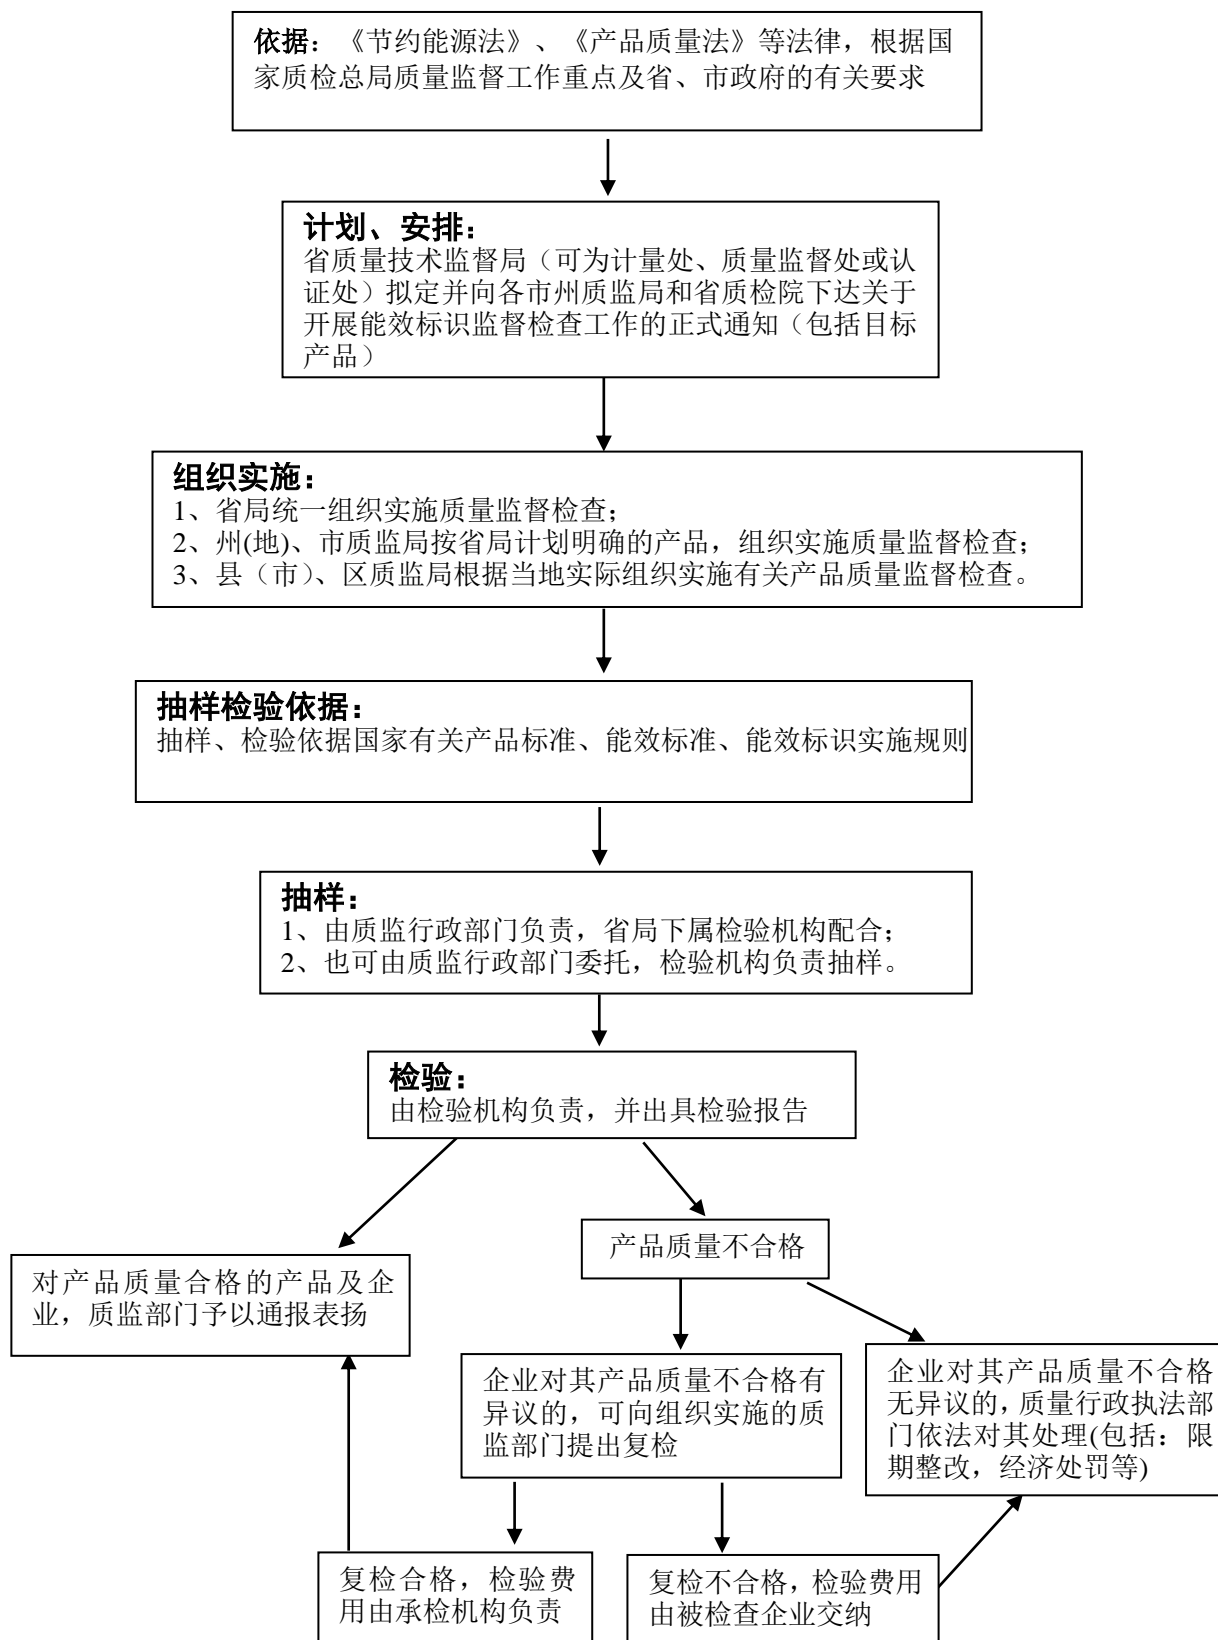 依据：《节约能源法》、《产品质量法》等法律，根据国
家质检总局质量监督工作重点及省、市政府的有关要求
计划、安排：
省质量技术监督局（可为计量处、质量监督处或认
证处）拟定并向各市州质监局和省质检院下达关于
开展能效标识监督检查工作的正式通知（包括目标
产品）
组织实施：
1、省局统一组织实施质量监督检查；
2、州(地)、市质监局按省局计划明确的产品，组织实施质量监督检查；
3、县（市）、区质监局根据当地实际组织实施有关产品质量监督检查。
抽样检验依据：
抽样、检验依据国家有关产品标准、能效标准、能效标识实施规则
抽样：
1、由质监行政部门负责，省局下属检验机构配合；
2、也可由质监行政部门委托，检验机构负责抽样。
检验：
由检验机构负责，并出具检验报告
产品质量不合格
对产品质量合格的产品及企
业，质监部门予以通报表扬
企业对其产品质量不合格有
异议的，可向组织实施的质
监部门提出复检
企业对其产品质量不合格
无异议的，质量行政执法部
门依法对其处理(包括：限
期整改，经济处罚等)
复检合格，检验费
用由承检机构负责
复检不合格，检验费用
由被检查企业交纳